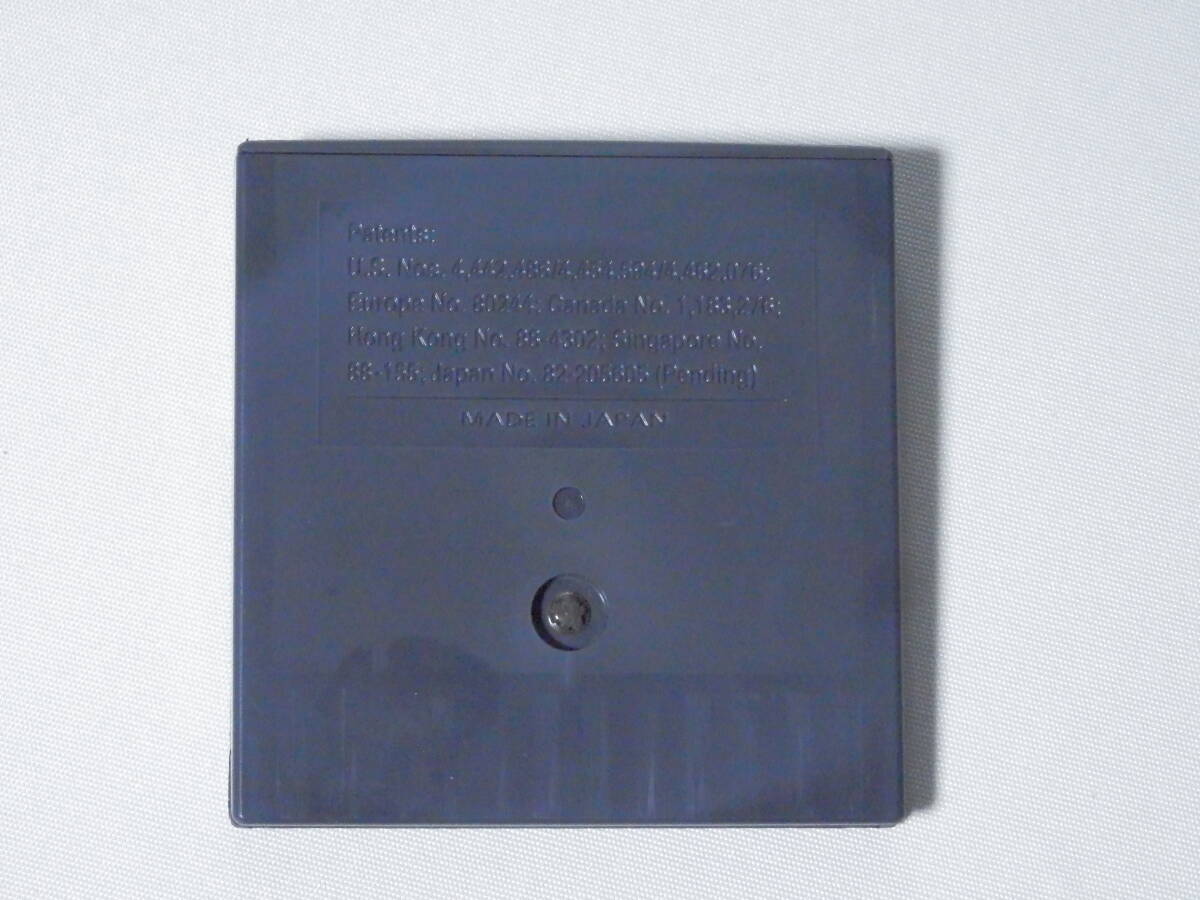 Patents:
U.S. Nos. 4,442,486/4,454,594/4,462,076;
Europe No. 80244; Canada No. 1,183,276;
Hong Kong No. 88-4302; Singapore No.
88-155; Japan No. 82-205605 (Pending)
MADE IN JAPAN